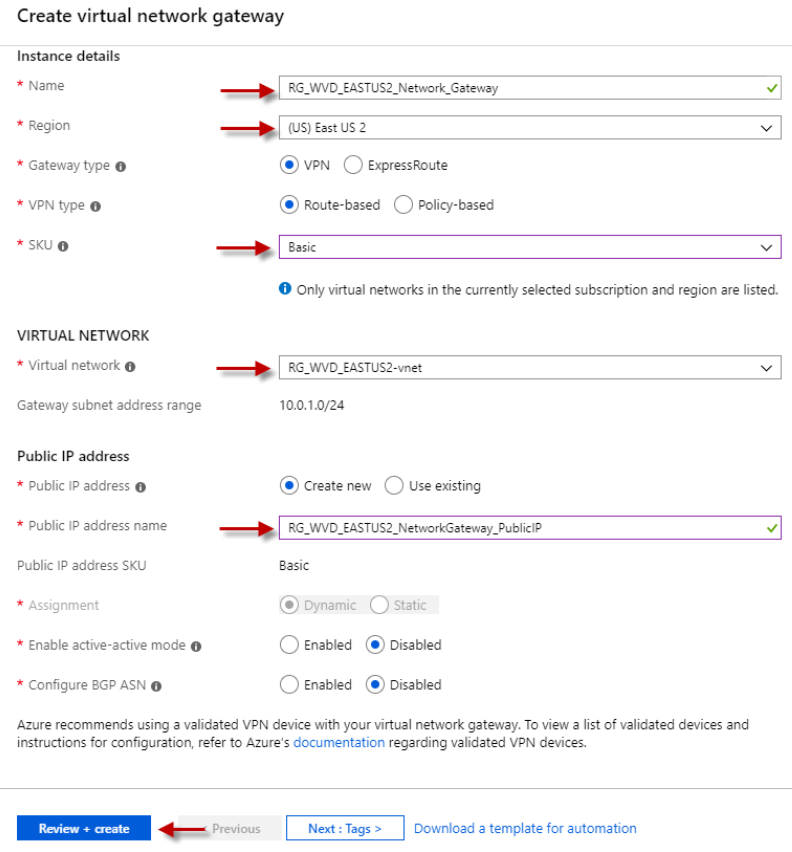 Create virtual network gateway
Instance details
* Name RG_WVD_EASTUS2_Network_Gateway
* Region (US) East US 2
* Gateway type VPN ExpressRoute
* VPN type Route-based Policy-based
* SKU Basic
Only virtual networks in the currently selected subscription and region are listed.
VIRTUAL NETWORK
* Virtual network RG_WVD_EASTUS2-vnet
Gateway subnet address range 10.0.1.0/24
Public IP address
* Public IP address Create new Use existing
* Public IP address name RG_WVD_EASTUS2_NetworkGateway_PublicIP
Public IP address SKU Basic
* Assignment Dynamic Static
* Enable active-active mode Enabled Disabled
* Configure BGP ASN Enabled Disabled
Azure recommends using a validated VPN device with your virtual network gateway. To view a list of validated devices and
instructions for configuration, refer to Azure's documentation regarding validated VPN devices.
Review + create Previous Next : Tags > Download a template for automation